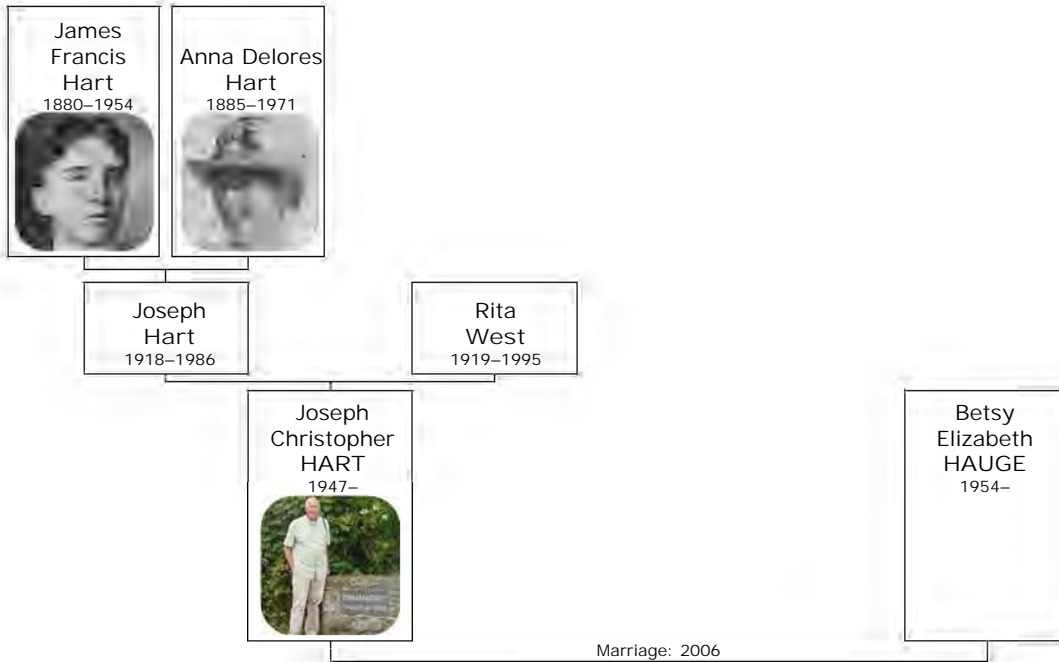 James
Francis
Hart
1880–1954
Anna Delores
Hart
1885–1971
Joseph
Hart
1918–1986
Rita
West
1919–1995
Joseph
Christopher
HART
1947–
Betsy
Elizabeth
HAUGE
1954–
Marriage: 2006